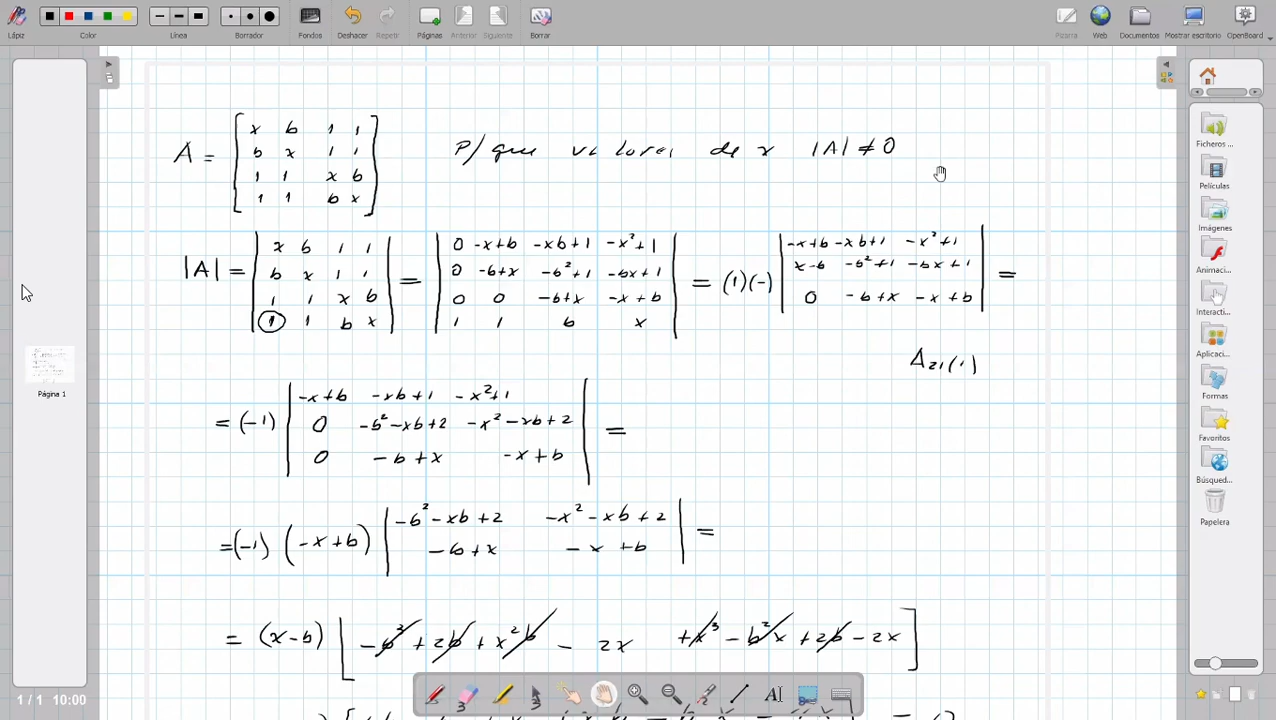 Lápiz Color Línea Borrador Fondos Deshacer Repetir Páginas Anterior Siguiente Borrar Pizarra Web Documentos Mostrar escritorio OpenBoard
A = [ x b 1 1
b x 1 1
1 1 x b
1 1 b x ]
P/ que valores de x |A| ≠ 0
|A| = | x b 1 1 | = | 0 -x+b -xb+1 -x²+1 | = (1)(-) | -x+b -xb+1 -x²+1 | =
| b x 1 1 | | 0 -b+x -b²+1 -bx+1 | | x-b -b²+1 -bx+1 |
| 1 1 x b | | 0 0 -b+x -x+b | | 0 -b+x -x+b |
| 1 1 b x | | 1 1 b x |
Δ21(1)
= (-1) | -x+b -xb+1 -x²+1 | =
| 0 -b²-xb+2 -x²-xb+2 |
| 0 -b+x -x+b |
= (-1) (-x+b) | -b²-xb+2 -x²-xb+2 | =
| -b+x -x+b |
= (x-b) [ +2b +x²b - 2x +x³ -b²x +2b -2x ]
Página 1
1 / 1 10:00
Ficheros ...
Películas
Imágenes
Animaci...
Interacti...
Aplicaci...
Formas
Favoritos
Búsqued...
Papelera